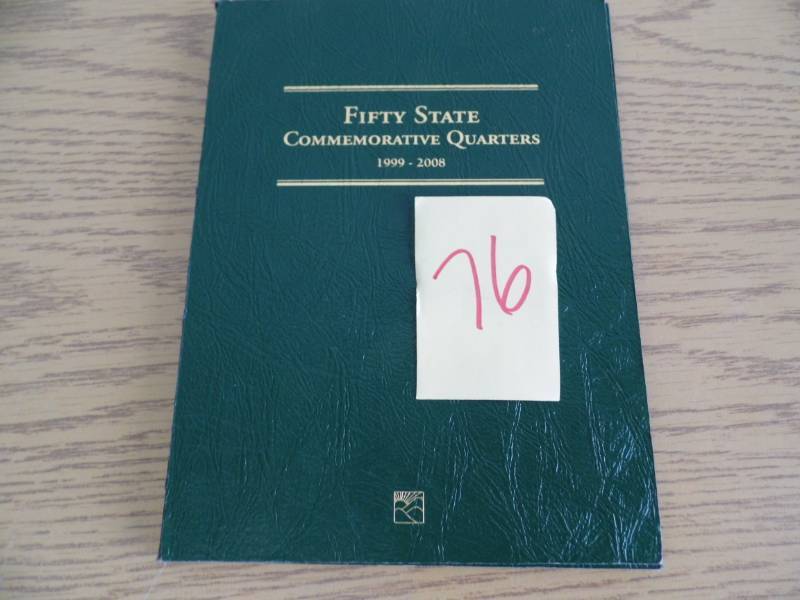 FIFTY STATE
COMMEMORATIVE QUARTERS
1999 - 2008
76